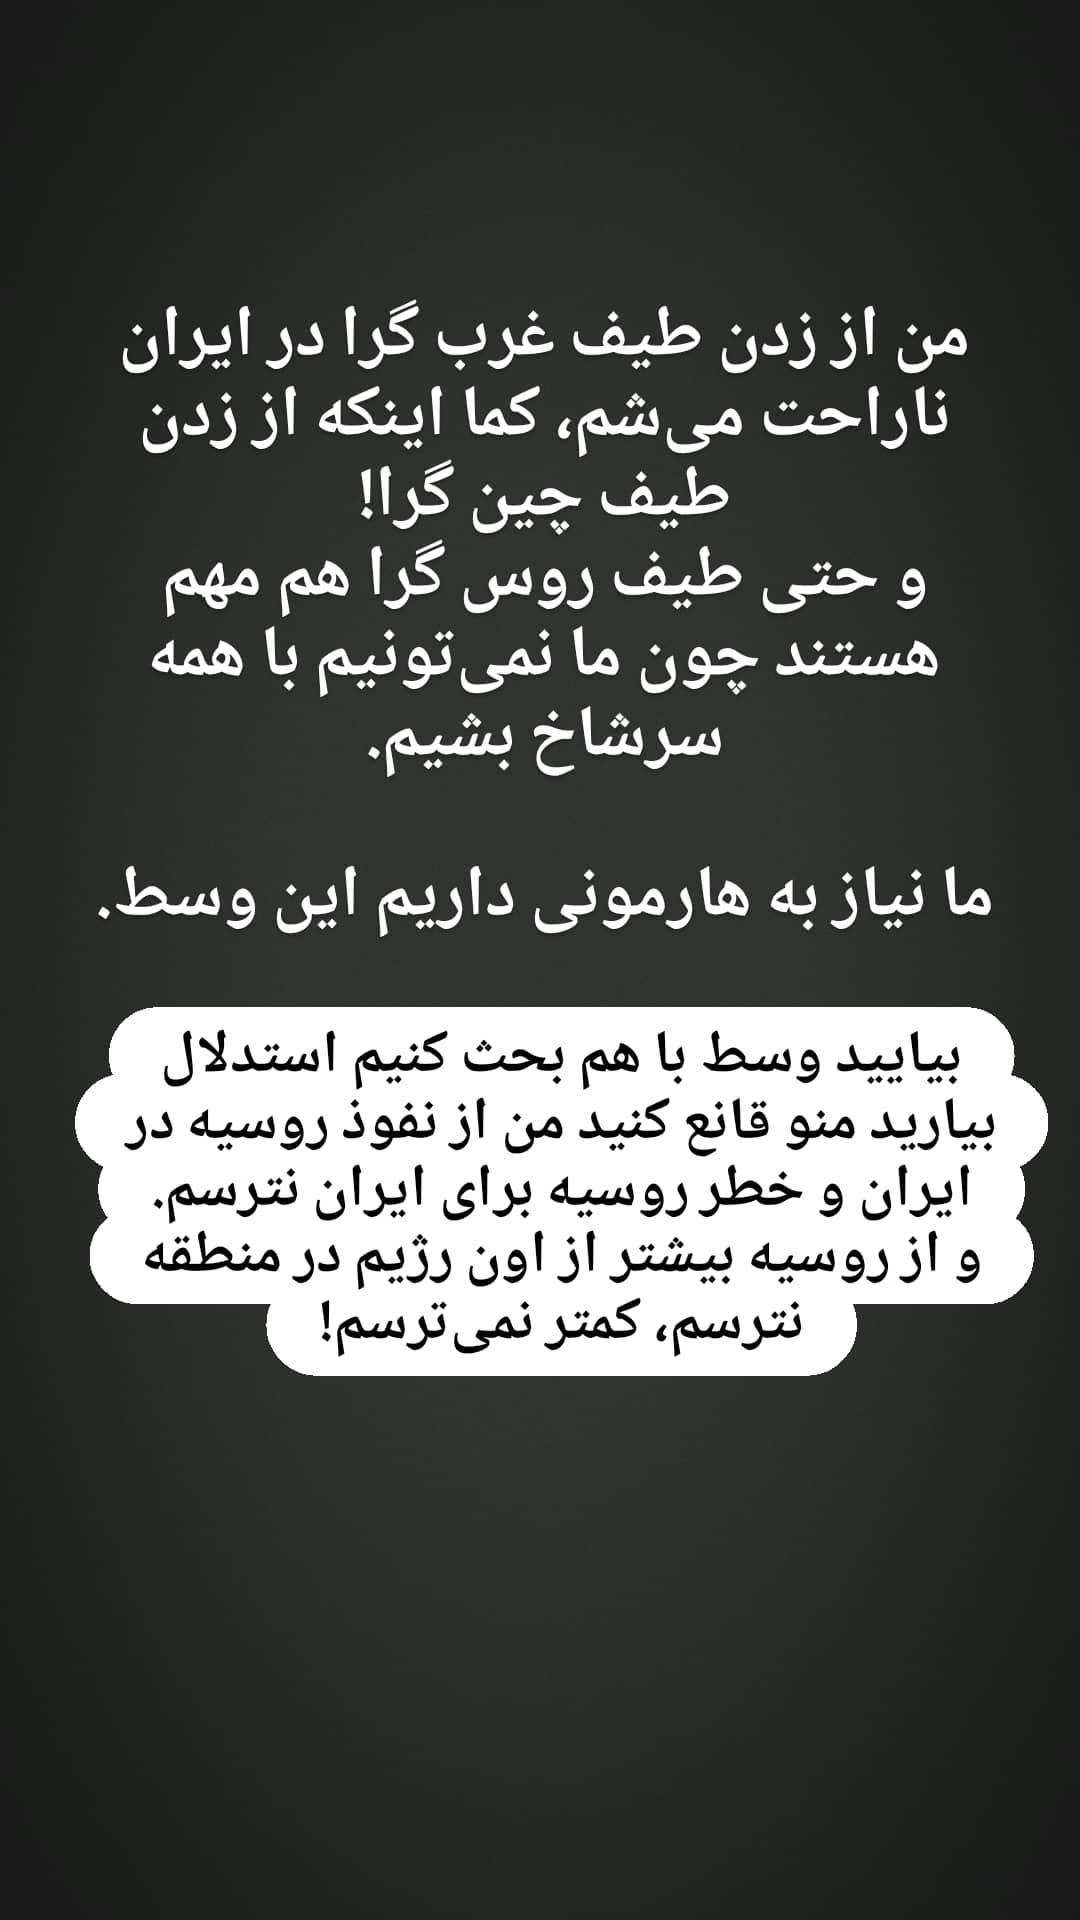 من از زدن طیف غرب گرا در ایران
ناراحت می‌شم، کما اینکه از زدن
طیف چین گرا!
و حتی طیف روس گرا هم مهم
هستند چون ما نمی‌تونیم با همه
سرشاخ بشیم.
ما نیاز به هارمونی داریم این وسط.
بیایید وسط با هم بحث کنیم استدلال
بیارید منو قانع کنید من از نفوذ روسیه در
ایران و خطر روسیه برای ایران نترسم.
و از روسیه بیشتر از اون رژیم در منطقه
نترسم، کمتر نمی‌ترسم!